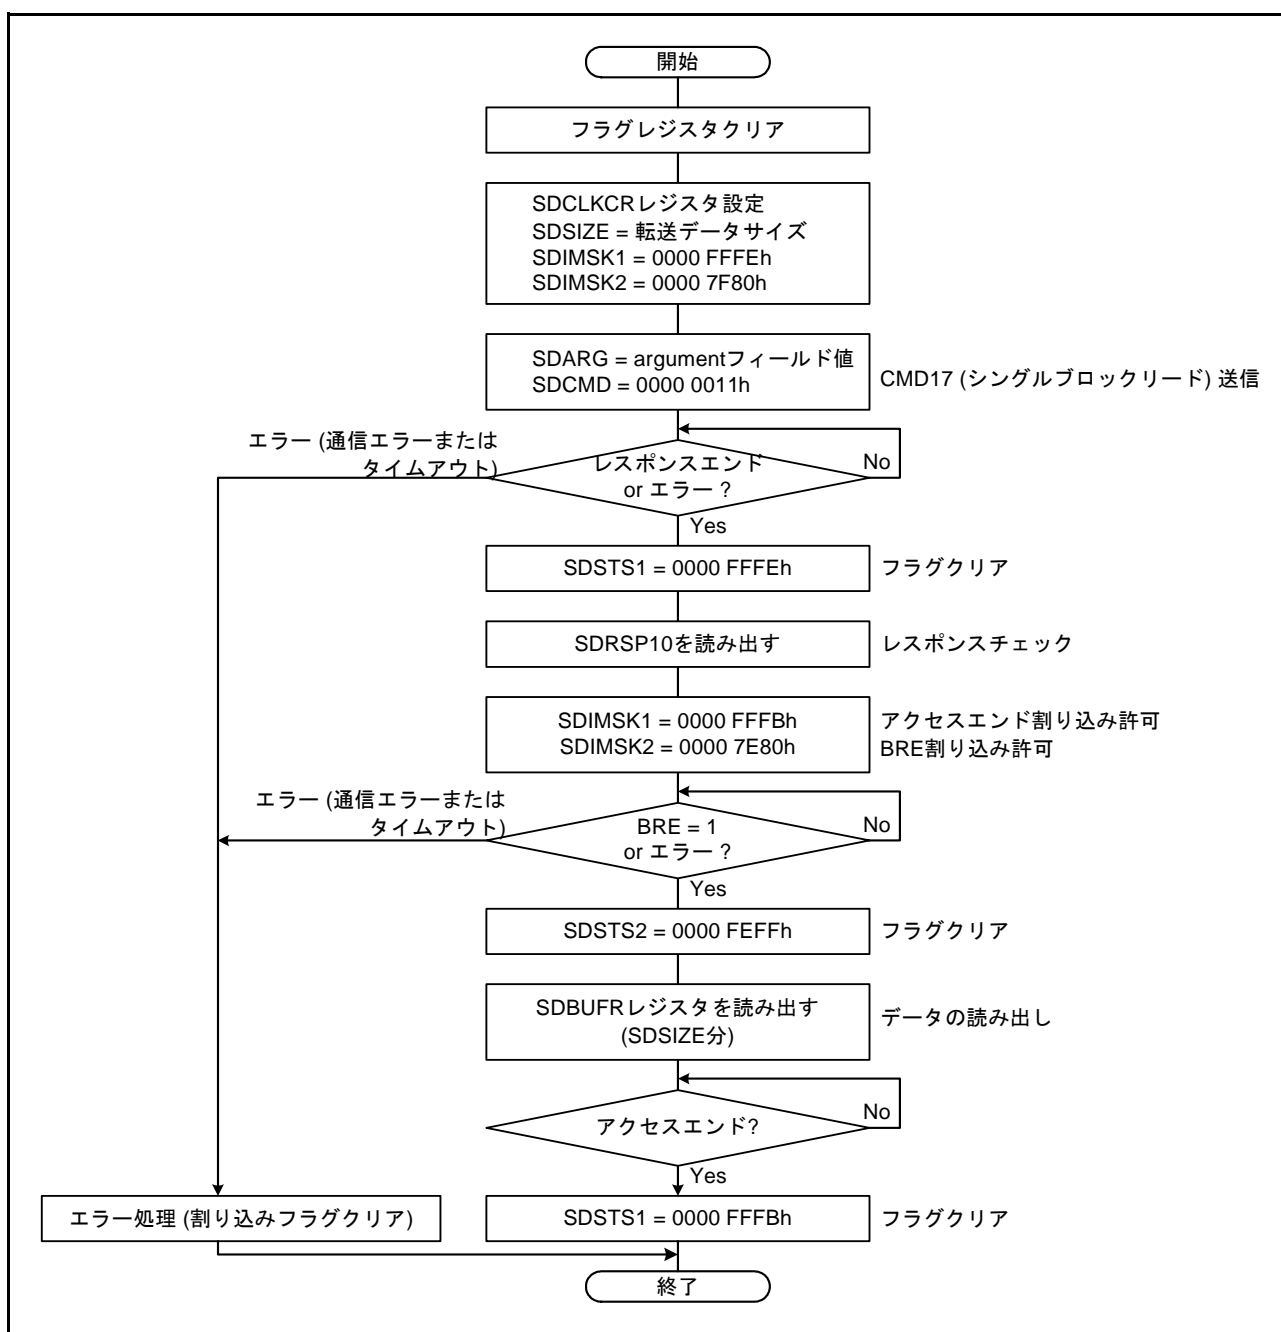 開始
フラグレジスタクリア
SDCLKCRレジスタ設定
SDSIZE = 転送データサイズ
SDIMSK1 = 0000 FFFEh
SDIMSK2 = 0000 7F80h
SDARG = argumentフィールド値
SDCMD = 0000 0011h
CMD17 (シングルブロックリード) 送信
エラー (通信エラーまたは
タイムアウト)
レスポンスエンド
or エラー ?
No
Yes
SDSTS1 = 0000 FFFEh
フラグクリア
SDRSP10を読み出す
レスポンスチェック
SDIMSK1 = 0000 FFFBh
SDIMSK2 = 0000 7E80h
アクセスエンド割り込み許可
BRE割り込み許可
エラー (通信エラーまたは
タイムアウト)
BRE = 1
or エラー ?
No
Yes
SDSTS2 = 0000 FEFFh
フラグクリア
SDBUFRレジスタを読み出す
(SDSIZE分)
データの読み出し
アクセスエンド?
No
Yes
エラー処理 (割り込みフラグクリア)
SDSTS1 = 0000 FFFBh
フラグクリア
終了